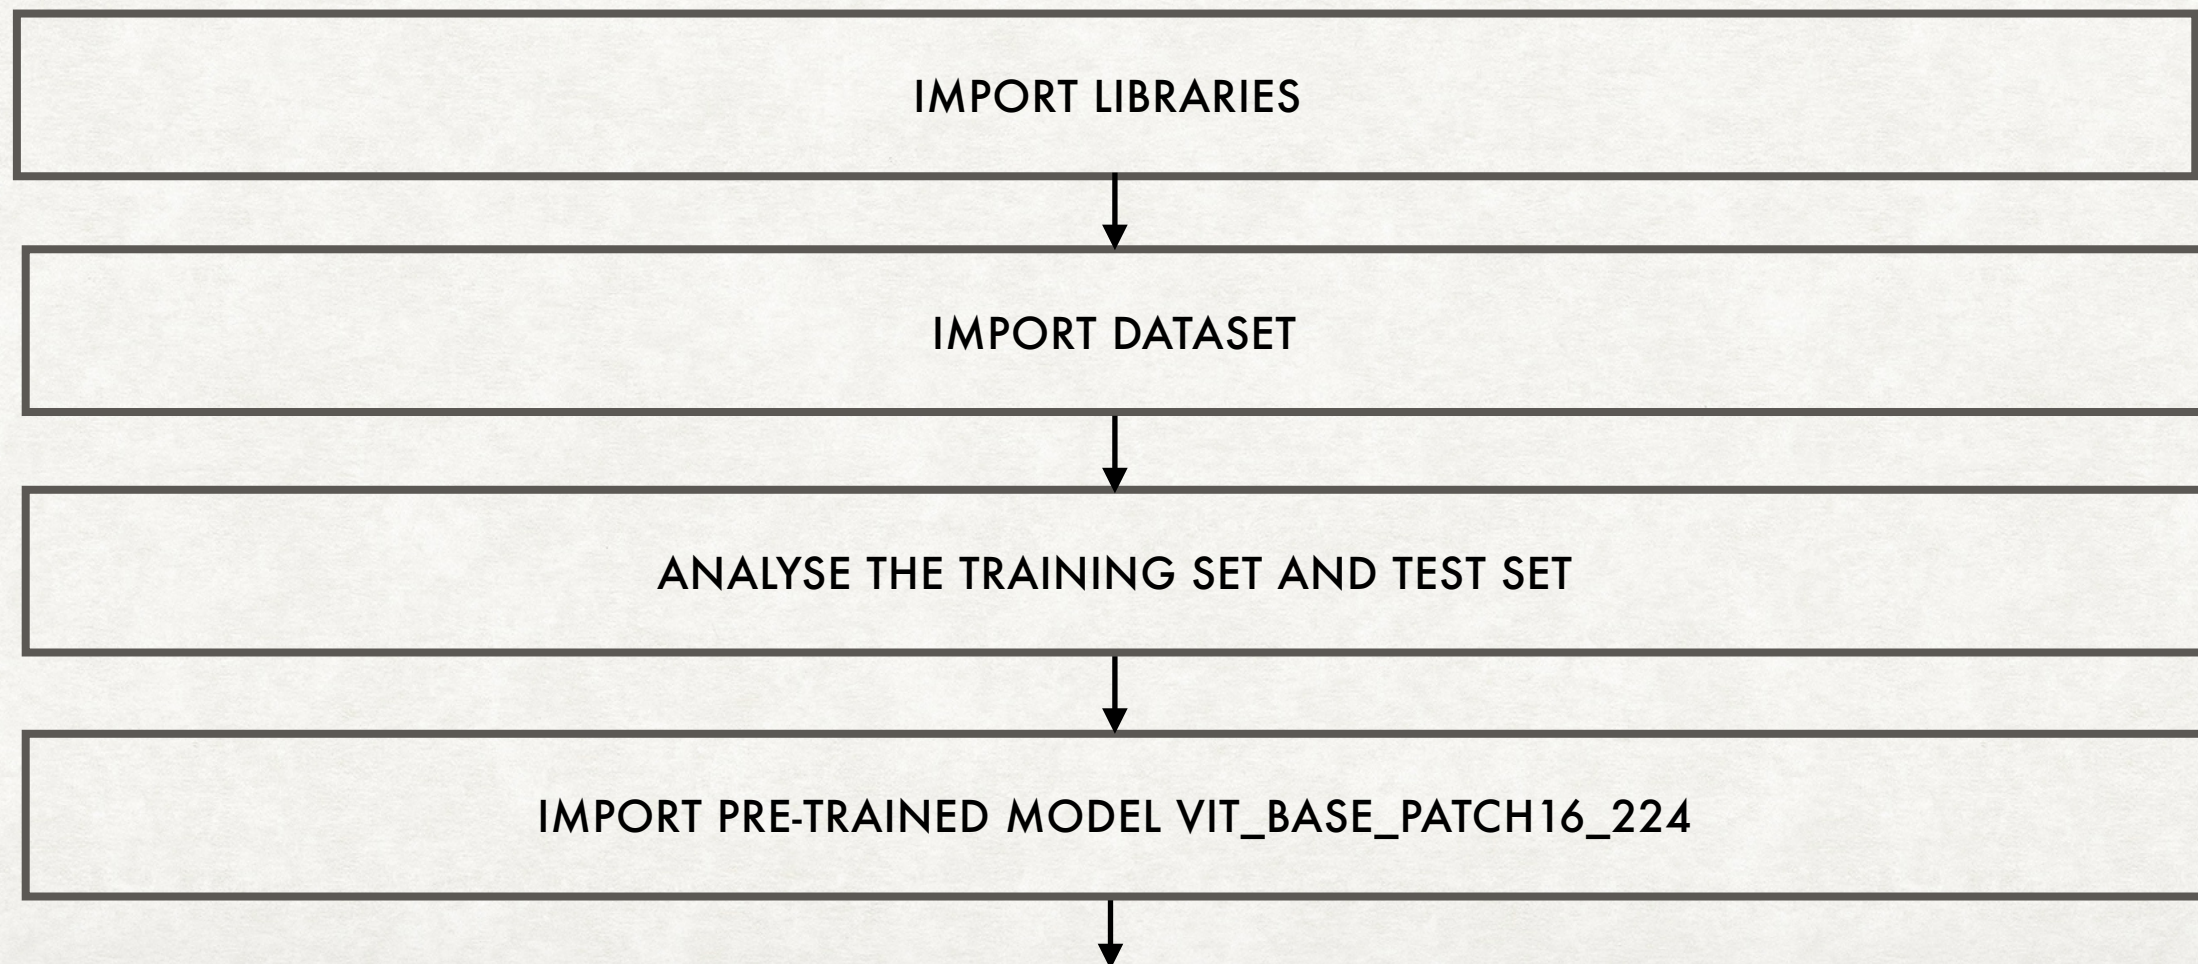 IMPORT LIBRARIES
IMPORT DATASET
ANALYSE THE TRAINING SET AND TEST SET
IMPORT PRE-TRAINED MODEL VIT_BASE_PATCH16_224